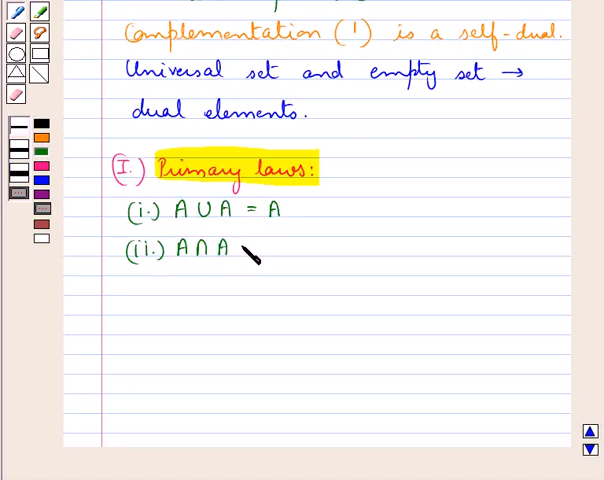 Complementation (') is a self-dual.
Universal set and empty set →
dual elements.
(I.) Primary laws:
(i.) A ∪ A = A
(ii.) A ∩ A